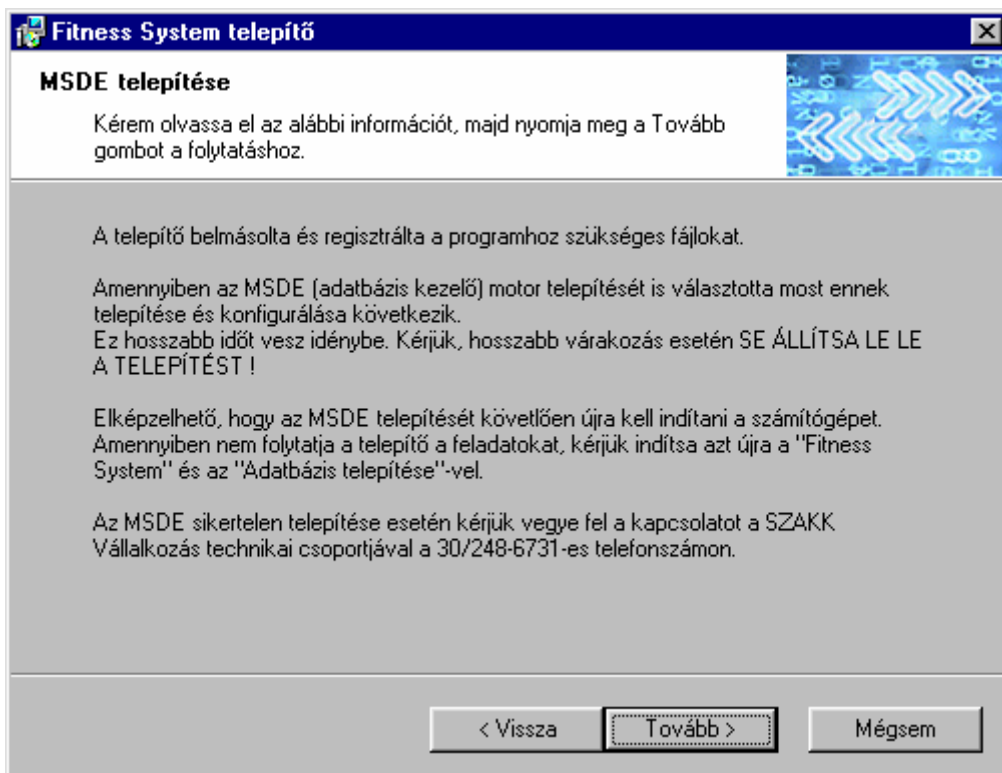 Fitness System telepítő
MSDE telepítése
Kérem olvassa el az alábbi információt, majd nyomja meg a Tovább
gombot a folytatáshoz.
A telepítő belmásolta és regisztrálta a programhoz szükséges fájlokat.
Amennyiben az MSDE (adatbázis kezelő) motor telepítését is választotta most ennek
telepítése és konfigurálása következik.
Ez hosszabb időt vesz idénybe. Kérjük, hosszabb várakozás esetén SE ÁLLÍTSA LE LE
A TELEPÍTÉST !
Elképzelhető, hogy az MSDE telepítését követlően újra kell indítani a számítógépet.
Amennyiben nem folytatja a telepítő a feladatokat, kérjük indítsa azt újra a "Fitness
System" és az "Adatbázis telepítése"-vel.
Az MSDE sikertelen telepítése esetén kérjük vegye fel a kapcsolatot a SZAKK
Vállalkozás technikai csoportjával a 30/248-6731-es telefonszámon.
< Vissza
Tovább >
Mégsem